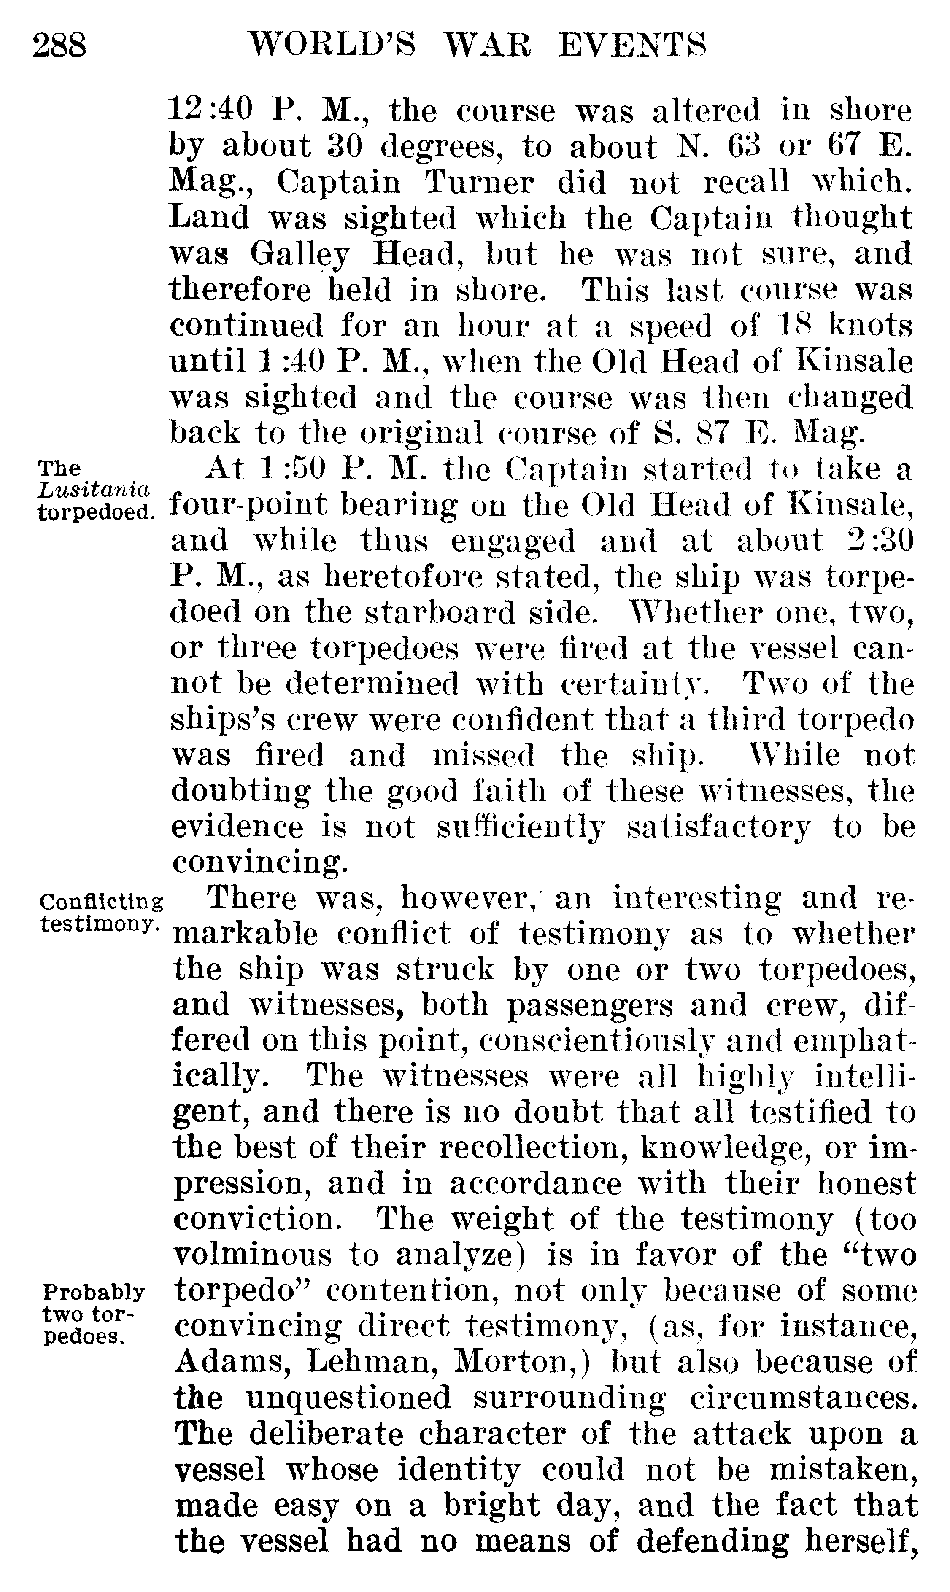 288 WORLD'S WAR EVENTS
12:40 P. M., the course was altered in shore
by about 30 degrees, to about N. 63 or 67 E.
Mag., Captain Turner did not recall which.
Land was sighted which the Captain thought
was Galley Head, but he was not sure, and
therefore held in shore. This last course was
continued for an hour at a speed of 18 knots
until 1:40 P. M., when the Old Head of Kinsale
was sighted and the course was then changed
back to the original course of S. 87 E. Mag.
The
Lusitania
torpedoed.
At 1:50 P. M. the Captain started to take a
four-point bearing on the Old Head of Kinsale,
and while thus engaged and at about 2:30
P. M., as heretofore stated, the ship was torpe-
doed on the starboard side. Whether one, two,
or three torpedoes were fired at the vessel can-
not be determined with certainty. Two of the
ships's crew were confident that a third torpedo
was fired and missed the ship. While not
doubting the good faith of these witnesses, the
evidence is not sufficiently satisfactory to be
convincing.
Conflicting
testimony.
There was, however, an interesting and re-
markable conflict of testimony as to whether
the ship was struck by one or two torpedoes,
and witnesses, both passengers and crew, dif-
fered on this point, conscientiously and emphat-
ically. The witnesses were all highly intelli-
gent, and there is no doubt that all testified to
the best of their recollection, knowledge, or im-
pression, and in accordance with their honest
conviction. The weight of the testimony (too
volminous to analyze) is in favor of the "two
Probably
two tor-
pedoes.
torpedo" contention, not only because of some
convincing direct testimony, (as, for instance,
Adams, Lehman, Morton,) but also because of
the unquestioned surrounding circumstances.
The deliberate character of the attack upon a
vessel whose identity could not be mistaken,
made easy on a bright day, and the fact that
the vessel had no means of defending herself,